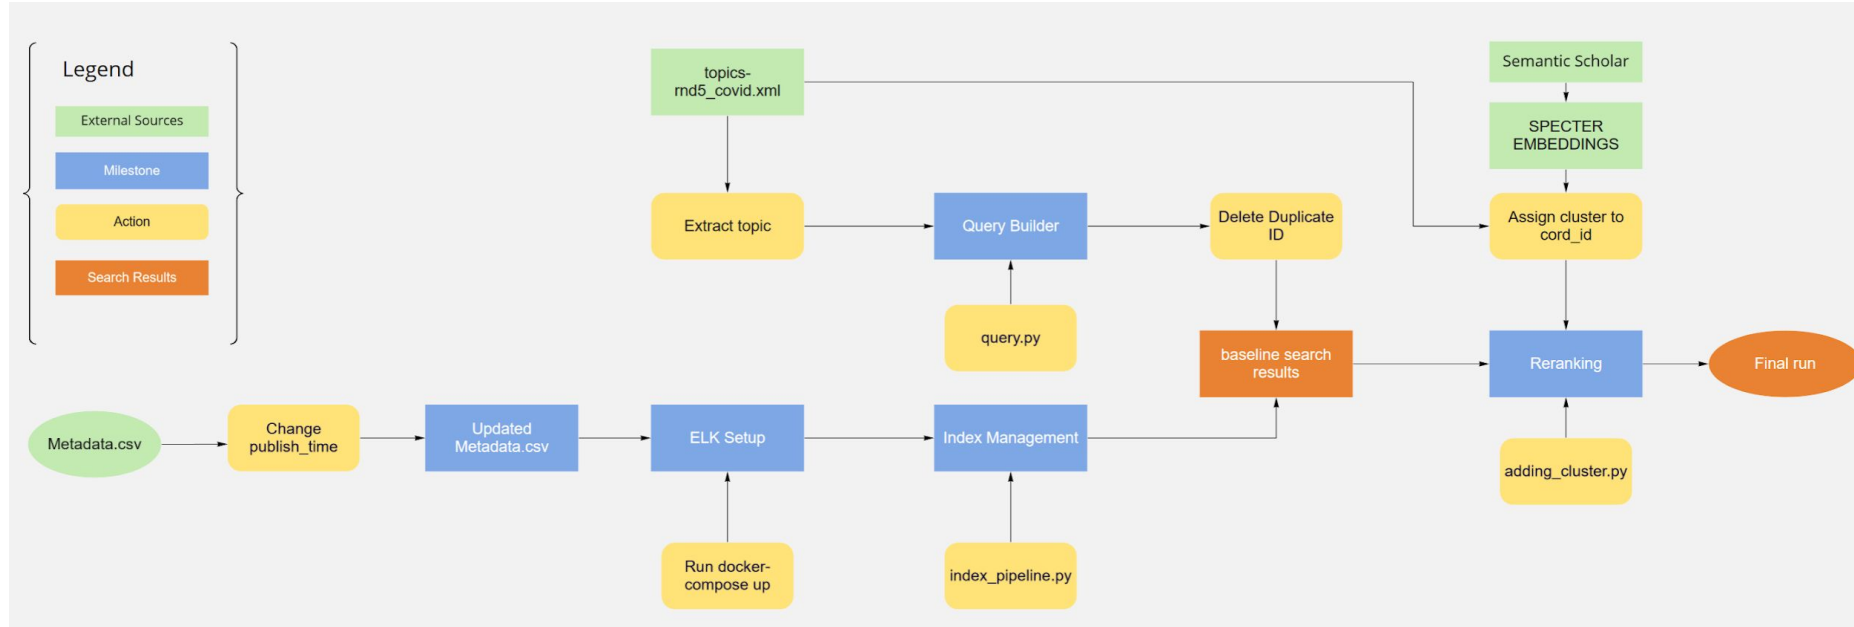 Legend
External Sources
Milestone
Action
Search Results
topics-
rnd5_covid.xml
Semantic Scholar
SPECTER
EMBEDDINGS
Extract topic
Query Builder
Delete Duplicate
ID
Assign cluster to
cord_id
query.py
baseline search
results
Reranking
Final run
Metadata.csv
Change
publish_time
Updated
Metadata.csv
ELK Setup
Index Management
adding_cluster.py
Run docker-
compose up
index_pipeline.py